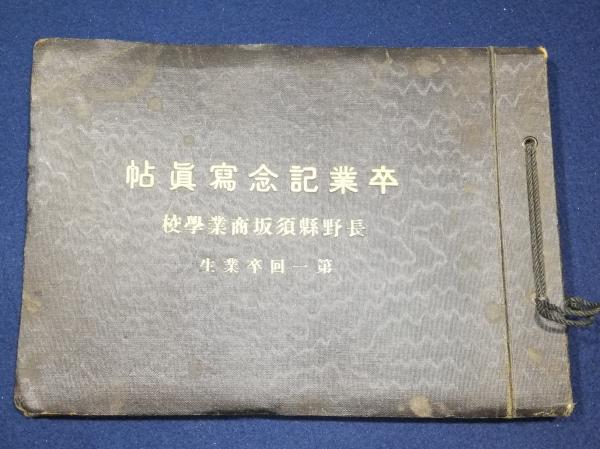 卒業記念寫眞帖
長野縣須坂商業學校
第一回卒業生